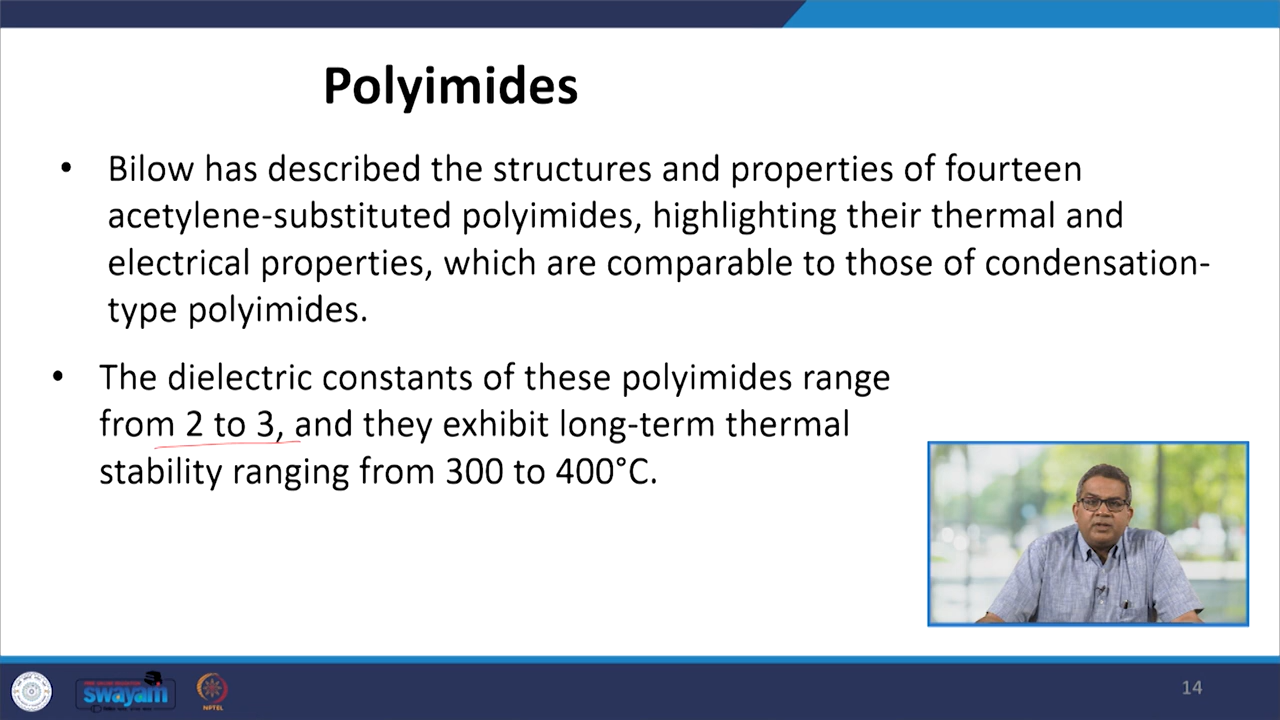 Polyimides
• Bilow has described the structures and properties of fourteen
acetylene-substituted polyimides, highlighting their thermal and
electrical properties, which are comparable to those of condensation-
type polyimides.
• The dielectric constants of these polyimides range
from 2 to 3, and they exhibit long-term thermal
stability ranging from 300 to 400°C.
swayam
NPTEL
14